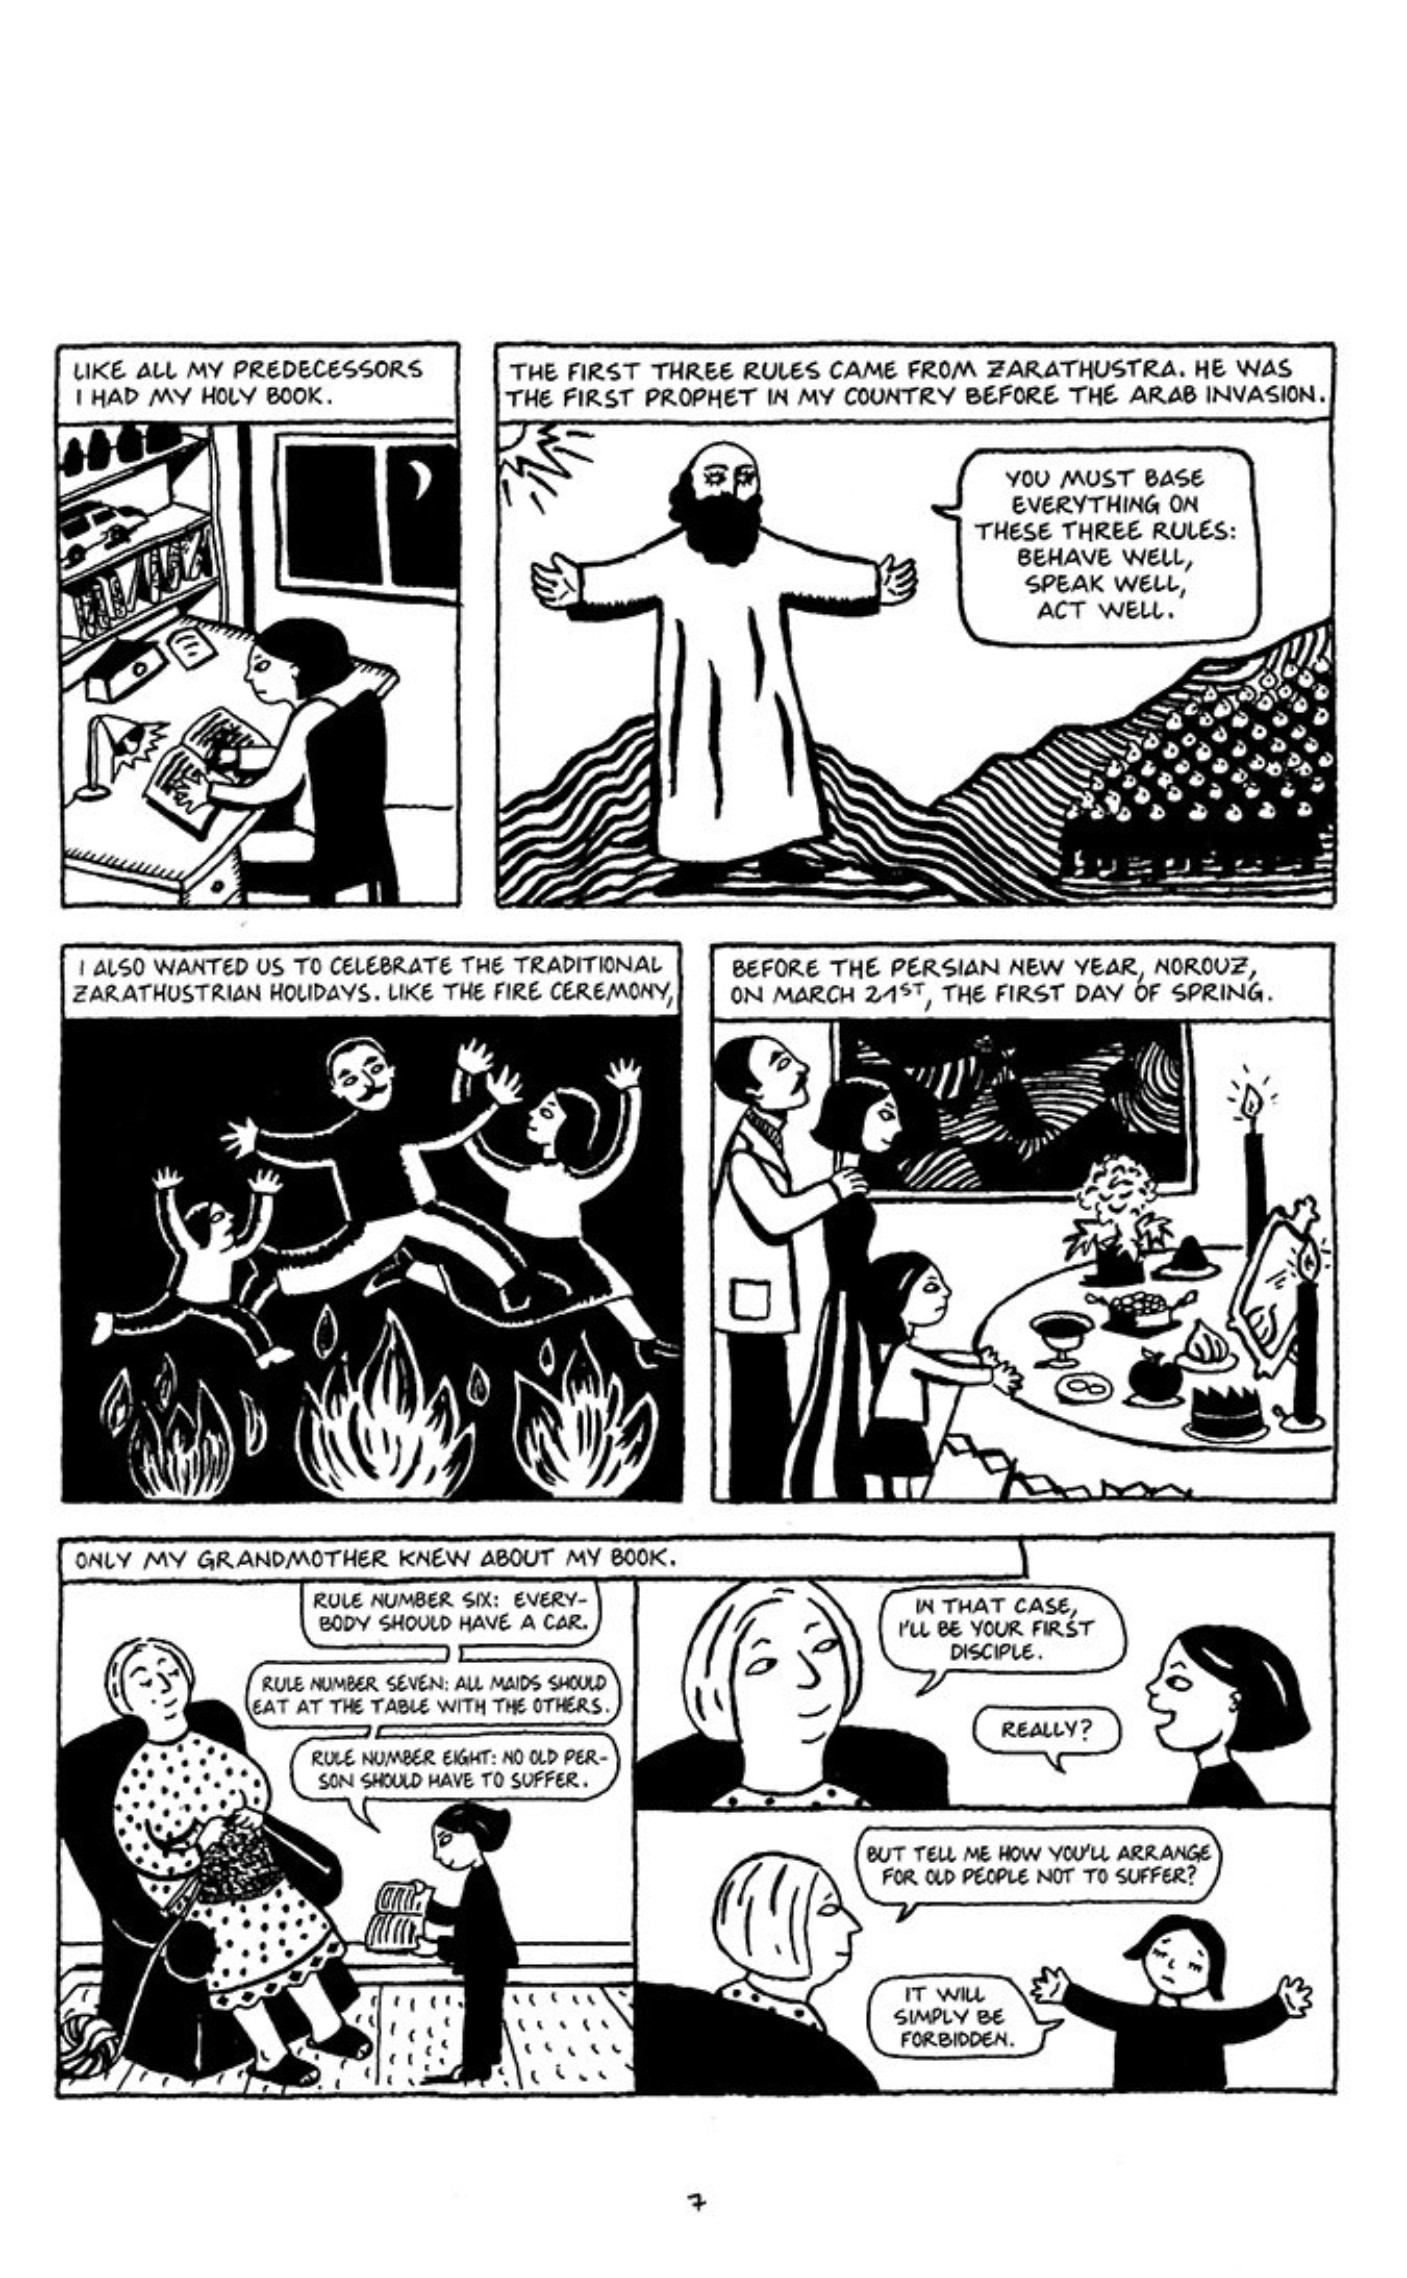 LIKE ALL MY PREDECESSORS
I HAD MY HOLY BOOK.
THE FIRST THREE RULES CAME FROM ZARATHUSTRA. HE WAS
THE FIRST PROPHET IN MY COUNTRY BEFORE THE ARAB INVASION.
YOU MUST BASE
EVERYTHING ON
THESE THREE RULES:
BEHAVE WELL,
SPEAK WELL,
ACT WELL.
I ALSO WANTED US TO CELEBRATE THE TRADITIONAL
ZARATHUSTRIAN HOLIDAYS. LIKE THE FIRE CEREMONY,
BEFORE THE PERSIAN NEW YEAR, NOROUZ,
ON MARCH 21ST, THE FIRST DAY OF SPRING.
ONLY MY GRANDMOTHER KNEW ABOUT MY BOOK.
RULE NUMBER SIX: EVERY-
BODY SHOULD HAVE A CAR.
RULE NUMBER SEVEN: ALL MAIDS SHOULD
EAT AT THE TABLE WITH THE OTHERS.
RULE NUMBER EIGHT: NO OLD PER-
SON SHOULD HAVE TO SUFFER.
IN THAT CASE,
I'LL BE YOUR FIRST
DISCIPLE.
REALLY?
BUT TELL ME HOW YOU'LL ARRANGE
FOR OLD PEOPLE NOT TO SUFFER?
IT WILL
SIMPLY BE
FORBIDDEN.
7